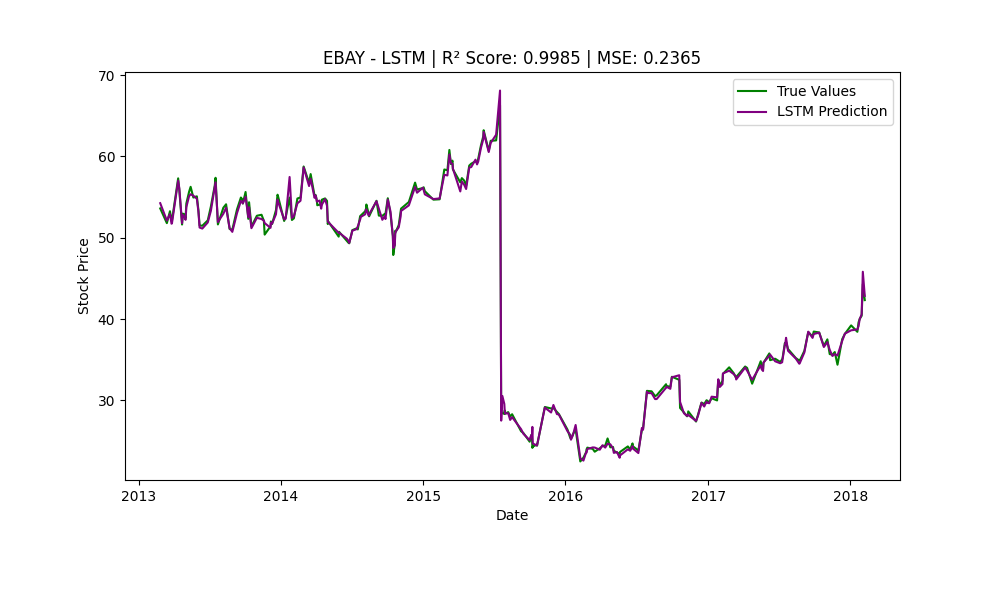 EBAY - LSTM | R² Score: 0.9985 | MSE: 0.2365
True Values
LSTM Prediction
Stock Price
70
60
50
40
30
2013 2014 2015 2016 2017 2018
Date